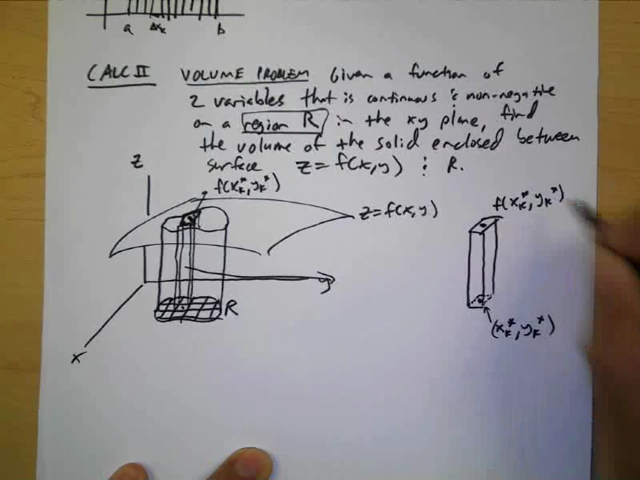 a Δxₖ b
CALC III VOLUME PROBLEM Given a function of
2 variables that is continuous & non-negative
on a region R in the xy plane, find
the volume of the solid enclosed between
surface z = f(x,y) & R.
z
f(xₖ*, yₖ*)
f(xₖ*, yₖ*)
z = f(x,y)
y
R
(xₖ*, yₖ*)
x